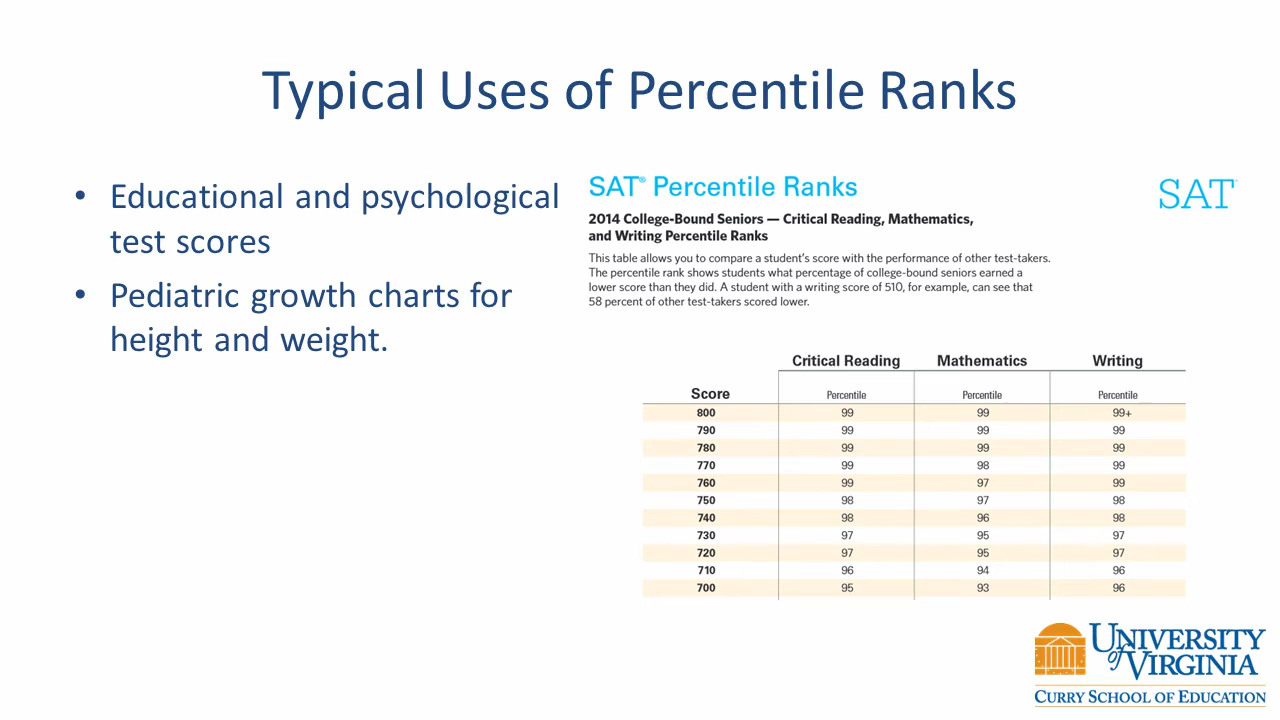 Typical Uses of Percentile Ranks
• Educational and psychological
test scores
• Pediatric growth charts for
height and weight.
SAT® Percentile Ranks
SAT
2014 College-Bound Seniors — Critical Reading, Mathematics,
and Writing Percentile Ranks
This table allows you to compare a student’s score with the performance of other test-takers.
The percentile rank shows students what percentage of college-bound seniors earned a
lower score than they did. A student with a writing score of 510, for example, can see that
58 percent of other test-takers scored lower.
Critical Reading Mathematics Writing
Score Percentile Percentile Percentile
800 99 99 99+
790 99 99 99
780 99 99 99
770 99 98 99
760 99 97 99
750 98 97 98
740 98 96 98
730 97 95 97
720 97 95 97
710 96 94 96
700 95 93 96
UNIVERSITY
of VIRGINIA
CURRY SCHOOL OF EDUCATION